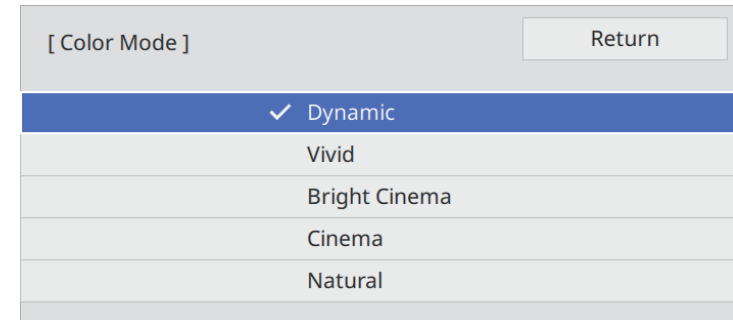 [ Color Mode ]
Return
Dynamic
Vivid
Bright Cinema
Cinema
Natural